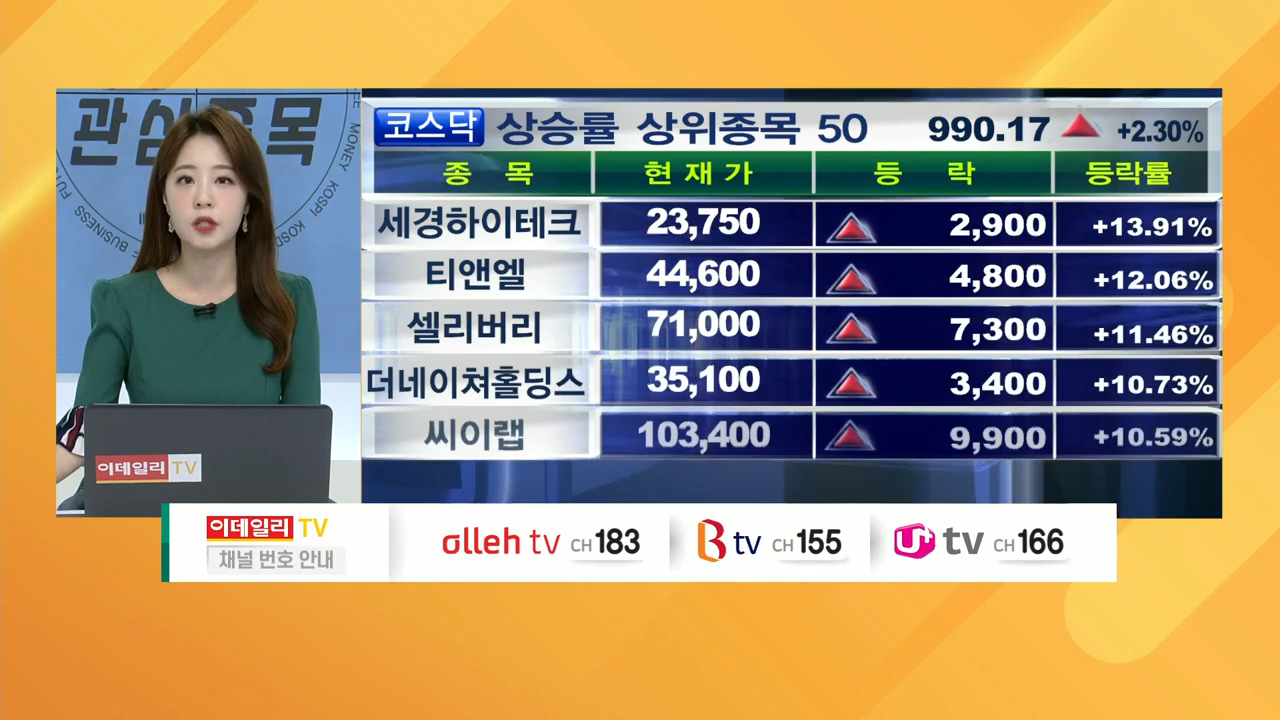 관심종목
MONEY KOSPI KOSD
BUSINESS
코스닥 상승률 상위종목 50 990.17 +2.30%
종 목 현재가 등 락 등락률
세경하이테크 23,750 2,900 +13.91%
티앤엘 44,600 4,800 +12.06%
셀리버리 71,000 7,300 +11.46%
더네이쳐홀딩스 35,100 3,400 +10.73%
씨이랩 103,400 9,900 +10.59%
이데일리TV
이데일리TV
채널 번호 안내
olleh tv CH183
B tv CH155
U+ tv CH166